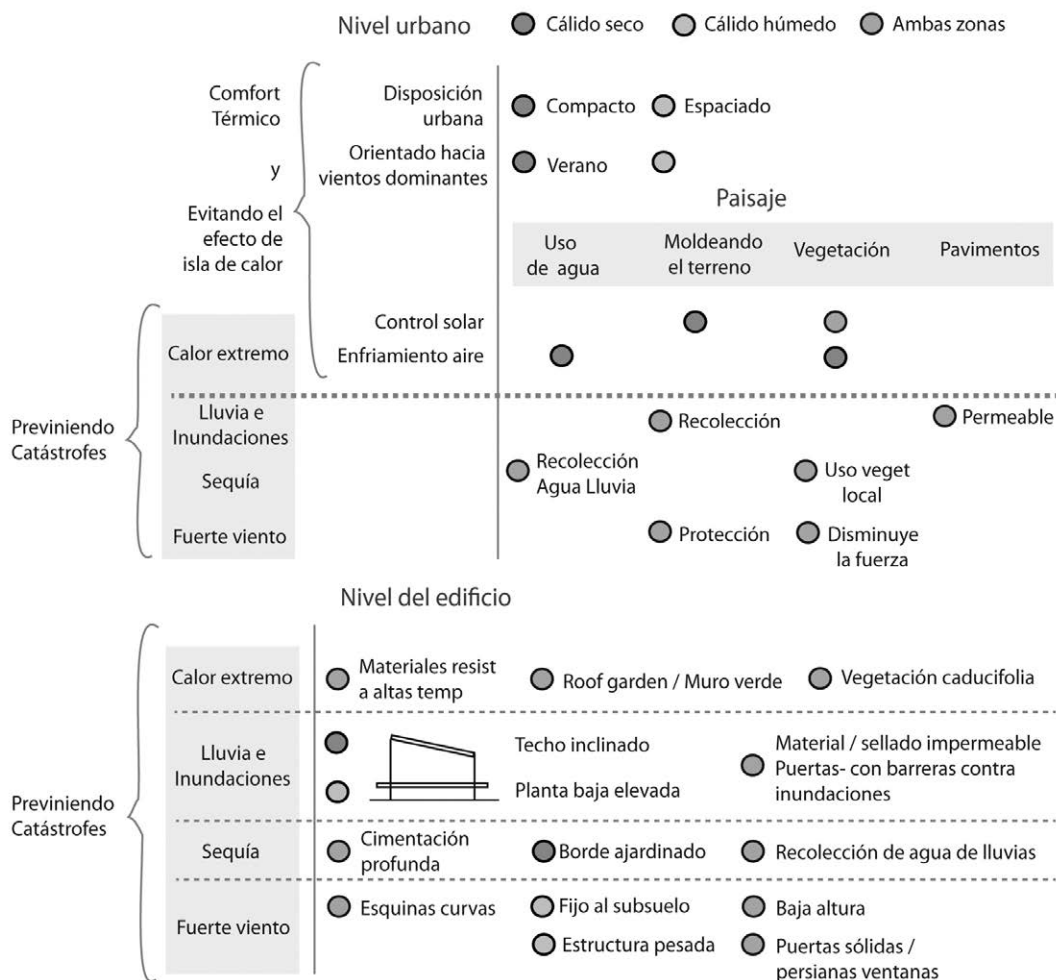 Nivel urbano
Cálido seco
Cálido húmedo
Ambas zonas
Comfort
Térmico
y
Evitando el
efecto de
isla de calor
Disposición
urbana
Compacto
Espaciado
Orientado hacia
vientos dominantes
Verano
Paisaje
Uso
de agua
Moldeando
el terreno
Vegetación
Pavimentos
Control solar
Enfriamiento aire
Previniendo
Catástrofes
Calor extremo
Lluvia e
Inundaciones
Recolección
Permeable
Sequía
Recolección
Agua Lluvia
Uso veget
local
Fuerte viento
Protección
Disminuye
la fuerza
Nivel del edificio
Previniendo
Catástrofes
Calor extremo
Materiales resist
a altas temp
Roof garden / Muro verde
Vegetación caducifolia
Lluvia e
Inundaciones
Techo inclinado
Planta baja elevada
Material / sellado impermeable
Puertas- con barreras contra
inundaciones
Sequía
Cimentación
profunda
Borde ajardinado
Recolección de agua de lluvias
Fuerte viento
Esquinas curvas
Fijo al subsuelo
Baja altura
Estructura pesada
Puertas sólidas /
persianas ventanas